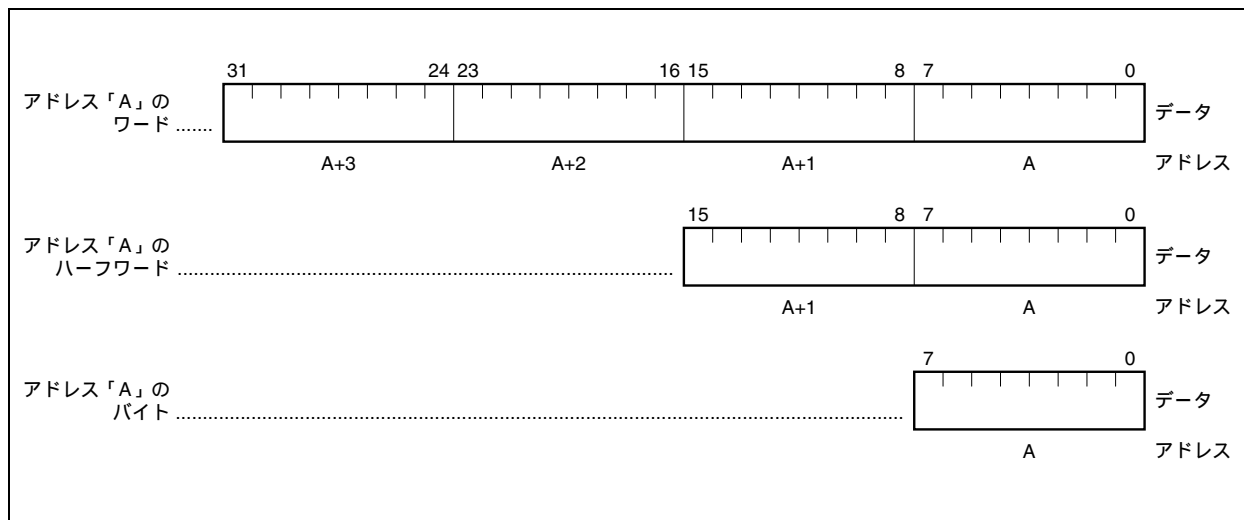 31 24 23 16 15 8 7 0
アドレス「A」の
ワード ....... データ
A+3 A+2 A+1 A アドレス
15 8 7 0
アドレス「A」の
ハーフワード ........................................................................................................................ データ
A+1 A アドレス
7 0
アドレス「A」の
バイト ................................................................................................................................................................................ データ
A アドレス